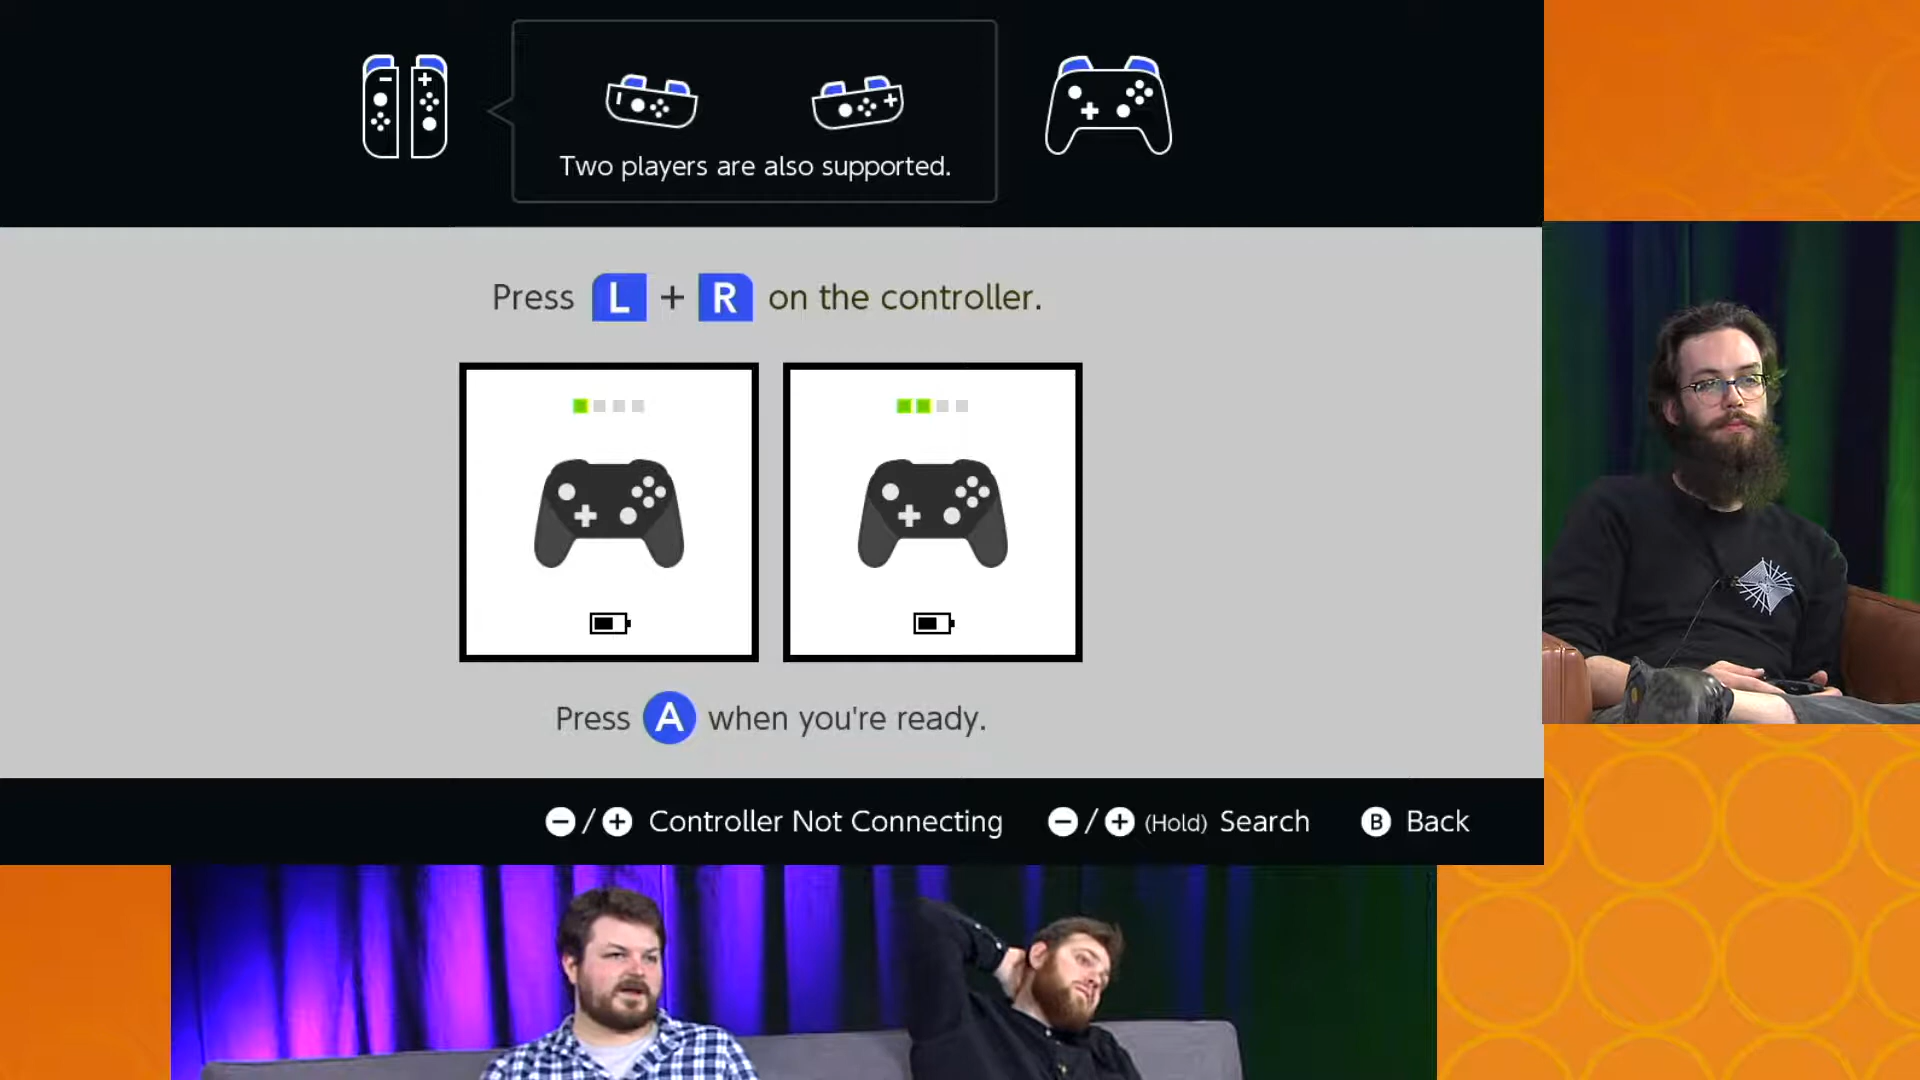 Two players are also supported.
Press L + R on the controller.
Press A when you're ready.
−/+ Controller Not Connecting −/+ (Hold) Search B Back